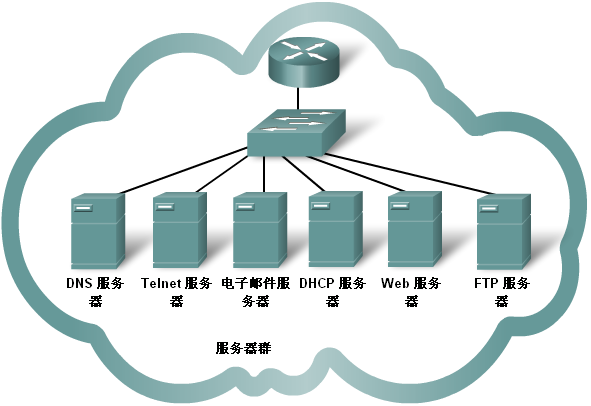 DNS 服务 Telnet 服务 电子邮件服 DHCP 服务 Web 服务 FTP 服务
器 器 务器 器 器 器
服务器群